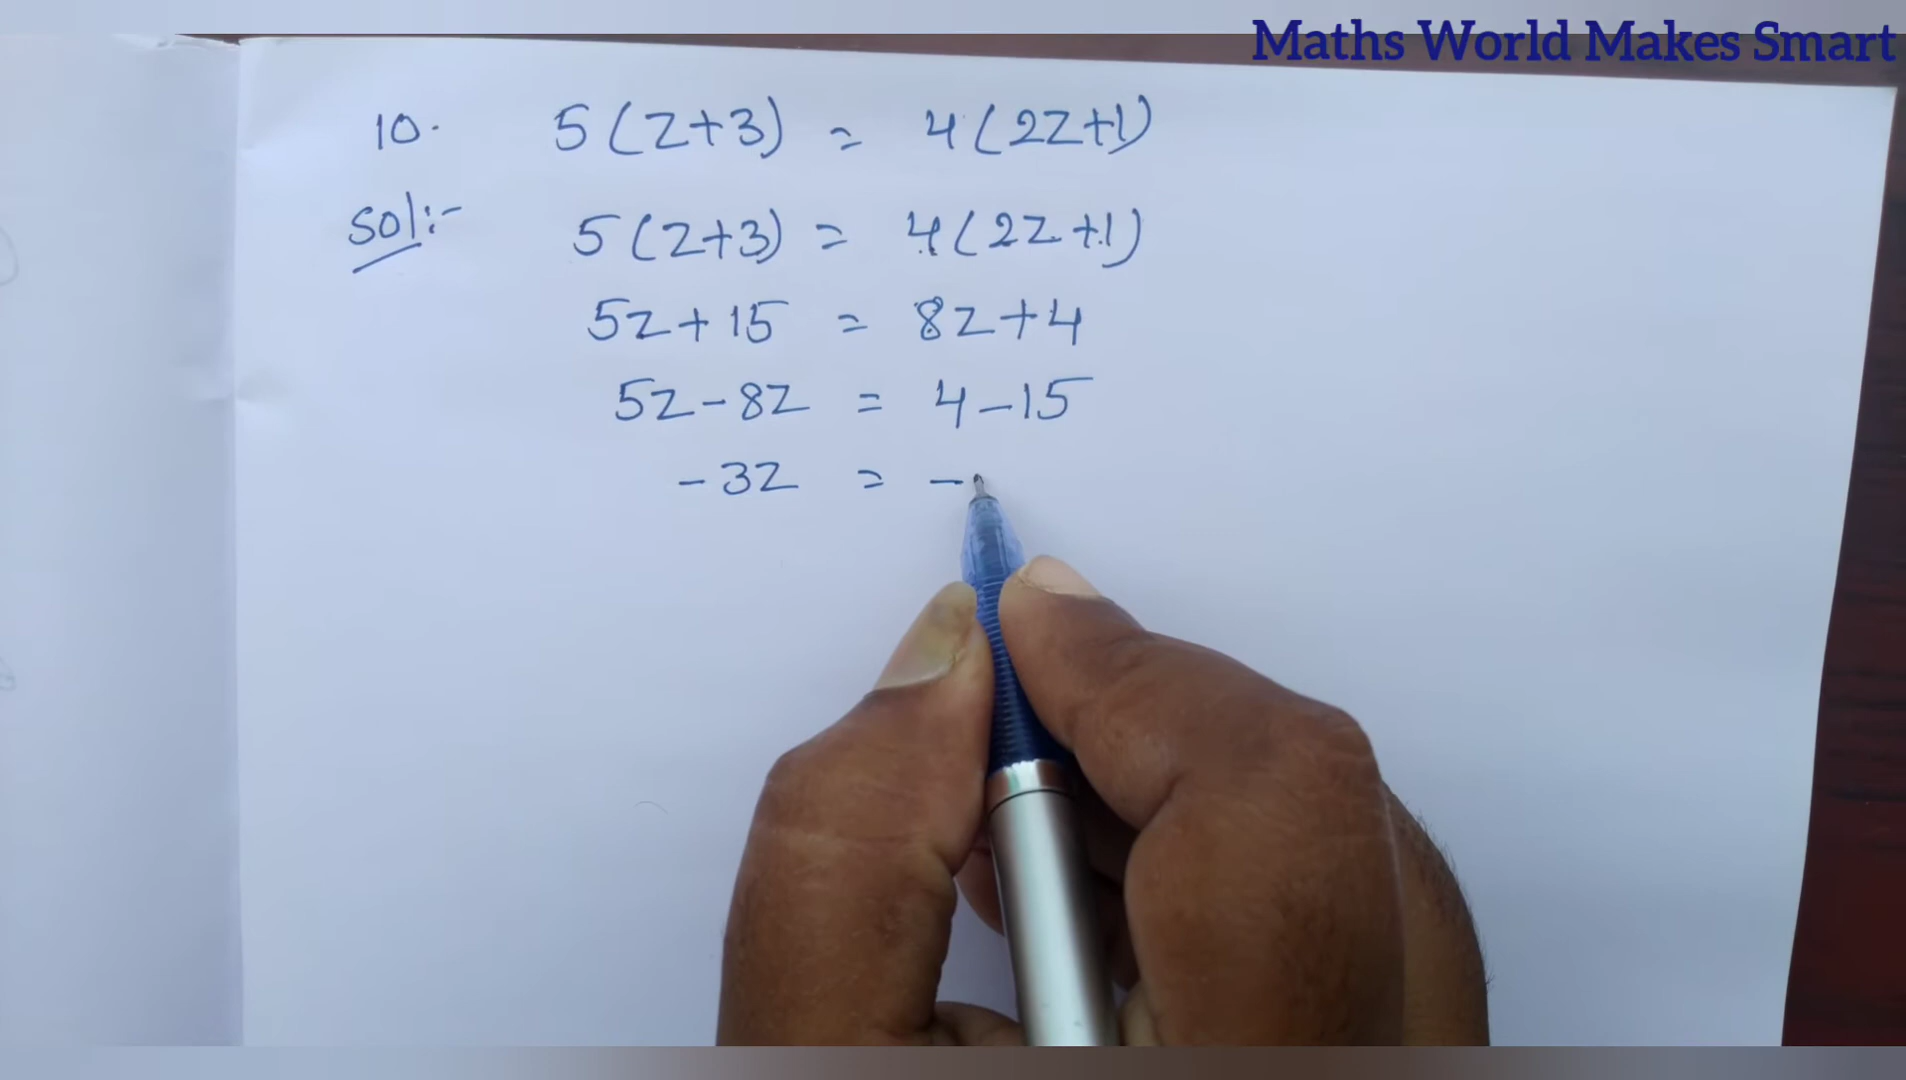 Maths World Makes Smart
10. 5(z+3) = 4(2z+1)
Sol:- 5(z+3) = 4(2z+1)
5z+15 = 8z+4
5z-8z = 4-15
-3z = -